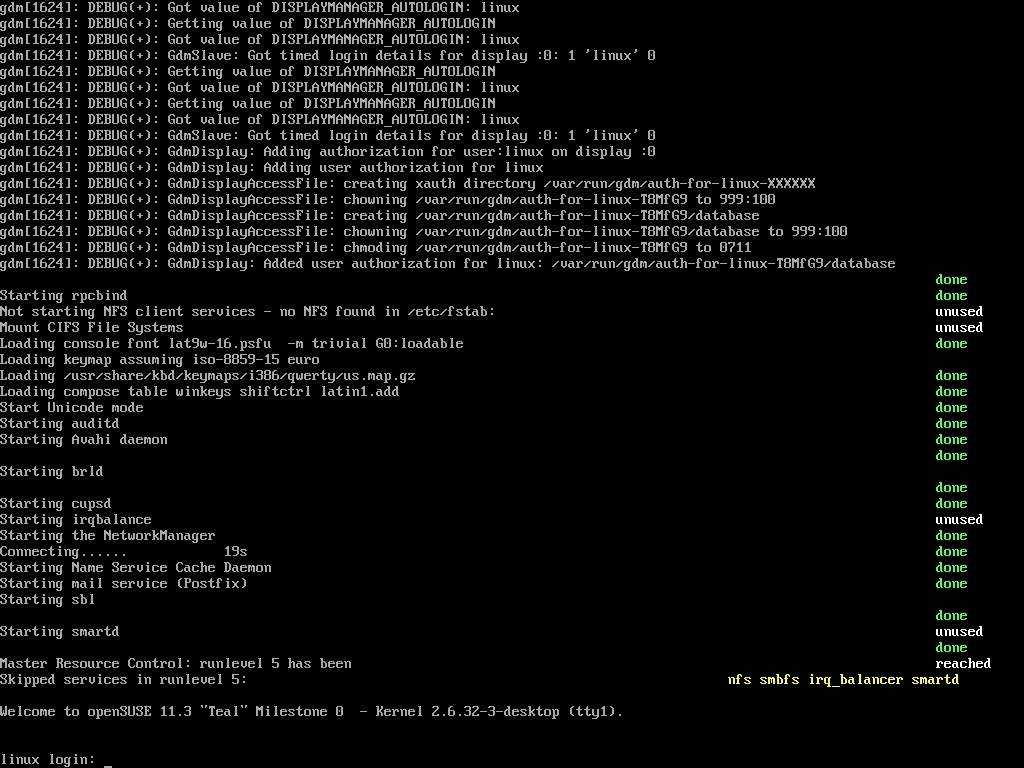 gdm[1624]: DEBUG(+): Got value of DISPLAYMANAGER_AUTOLOGIN: linux
gdm[1624]: DEBUG(+): Getting value of DISPLAYMANAGER_AUTOLOGIN
gdm[1624]: DEBUG(+): Got value of DISPLAYMANAGER_AUTOLOGIN: linux
gdm[1624]: DEBUG(+): GdmSlave: Got timed login details for display :0: 1 'linux' 0
gdm[1624]: DEBUG(+): Getting value of DISPLAYMANAGER_AUTOLOGIN
gdm[1624]: DEBUG(+): Got value of DISPLAYMANAGER_AUTOLOGIN: linux
gdm[1624]: DEBUG(+): Getting value of DISPLAYMANAGER_AUTOLOGIN
gdm[1624]: DEBUG(+): Got value of DISPLAYMANAGER_AUTOLOGIN: linux
gdm[1624]: DEBUG(+): GdmSlave: Got timed login details for display :0: 1 'linux' 0
gdm[1624]: DEBUG(+): GdmDisplay: Adding authorization for user:linux on display :0
gdm[1624]: DEBUG(+): GdmDisplay: Adding user authorization for linux
gdm[1624]: DEBUG(+): GdmDisplayAccessFile: creating xauth directory /var/run/gdm/auth-for-linux-XXXXXX
gdm[1624]: DEBUG(+): GdmDisplayAccessFile: chowning /var/run/gdm/auth-for-linux-T8MfG9 to 999:100
gdm[1624]: DEBUG(+): GdmDisplayAccessFile: creating /var/run/gdm/auth-for-linux-T8MfG9/database
gdm[1624]: DEBUG(+): GdmDisplayAccessFile: chowning /var/run/gdm/auth-for-linux-T8MfG9/database to 999:100
gdm[1624]: DEBUG(+): GdmDisplayAccessFile: chmoding /var/run/gdm/auth-for-linux-T8MfG9 to 0711
gdm[1624]: DEBUG(+): GdmDisplay: Added user authorization for linux: /var/run/gdm/auth-for-linux-T8MfG9/database
done
Starting rpcbind done
Not starting NFS client services - no NFS found in /etc/fstab: unused
Mount CIFS File Systems unused
Loading console font lat9w-16.psfu  -m trivial G0:loadable done
Loading keymap assuming iso-8859-15 euro
Loading /usr/share/kbd/keymaps/i386/qwerty/us.map.gz done
Loading compose table winkeys shiftctrl latin1.add done
Start Unicode mode done
Starting auditd done
Starting Avahi daemon done
done
Starting brld
done
Starting cupsd done
Starting irqbalance unused
Starting the NetworkManager done
Connecting...... 19s done
Starting Name Service Cache Daemon done
Starting mail service (Postfix) done
Starting sbl
done
Starting smartd unused
done
Master Resource Control: runlevel 5 has been reached
Skipped services in runlevel 5: nfs smbfs irq_balancer smartd
Welcome to openSUSE 11.3 "Teal" Milestone 0  - Kernel 2.6.32-3-desktop (tty1).
linux login: _